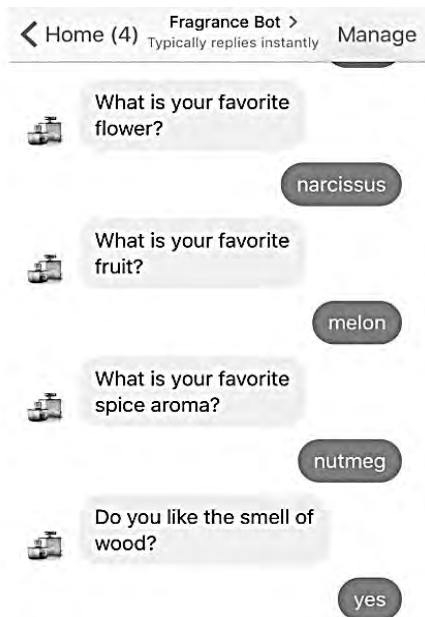 Home (4) Fragrance Bot > Manage
Typically replies instantly
What is your favorite
flower?
narcissus
What is your favorite
fruit?
melon
What is your favorite
spice aroma?
nutmeg
Do you like the smell of
wood?
yes